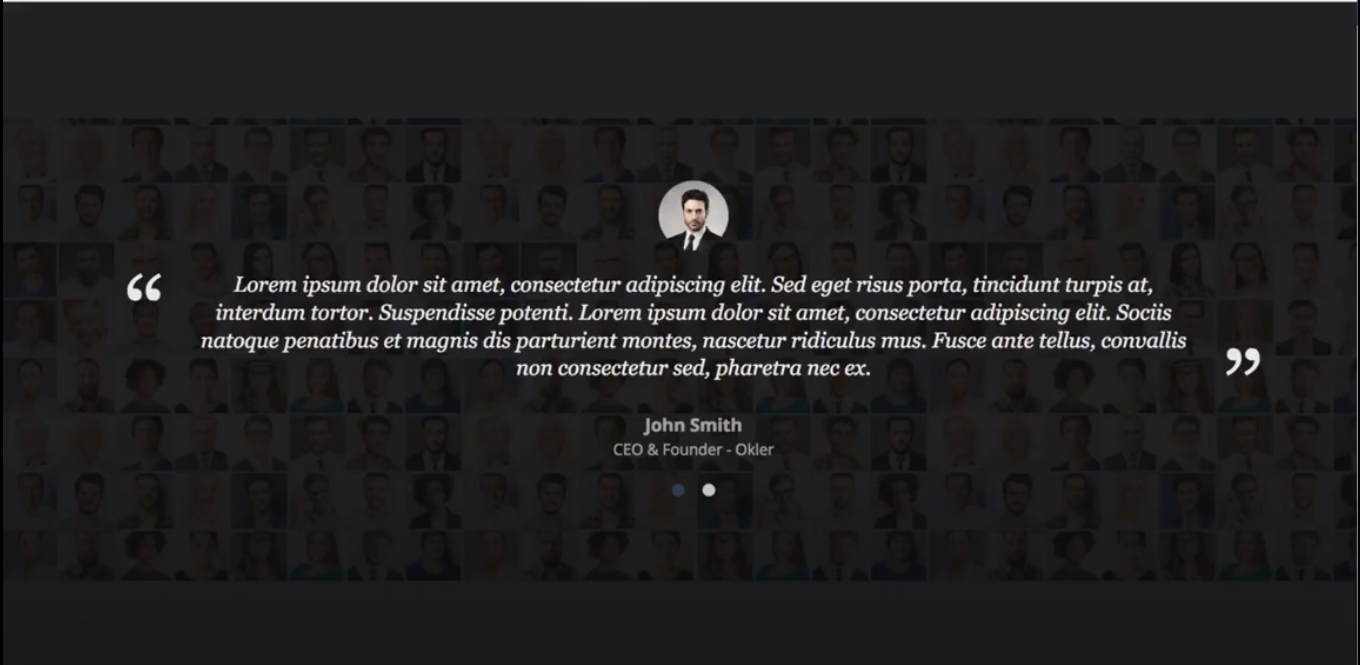 “ Lorem ipsum dolor sit amet, consectetur adipiscing elit. Sed eget risus porta, tincidunt turpis at,
interdum tortor. Suspendisse potenti. Lorem ipsum dolor sit amet, consectetur adipiscing elit. Sociis
natoque penatibus et magnis dis parturient montes, nascetur ridiculus mus. Fusce ante tellus, convallis
non consectetur sed, pharetra nec ex. ”
John Smith
CEO & Founder - Okler